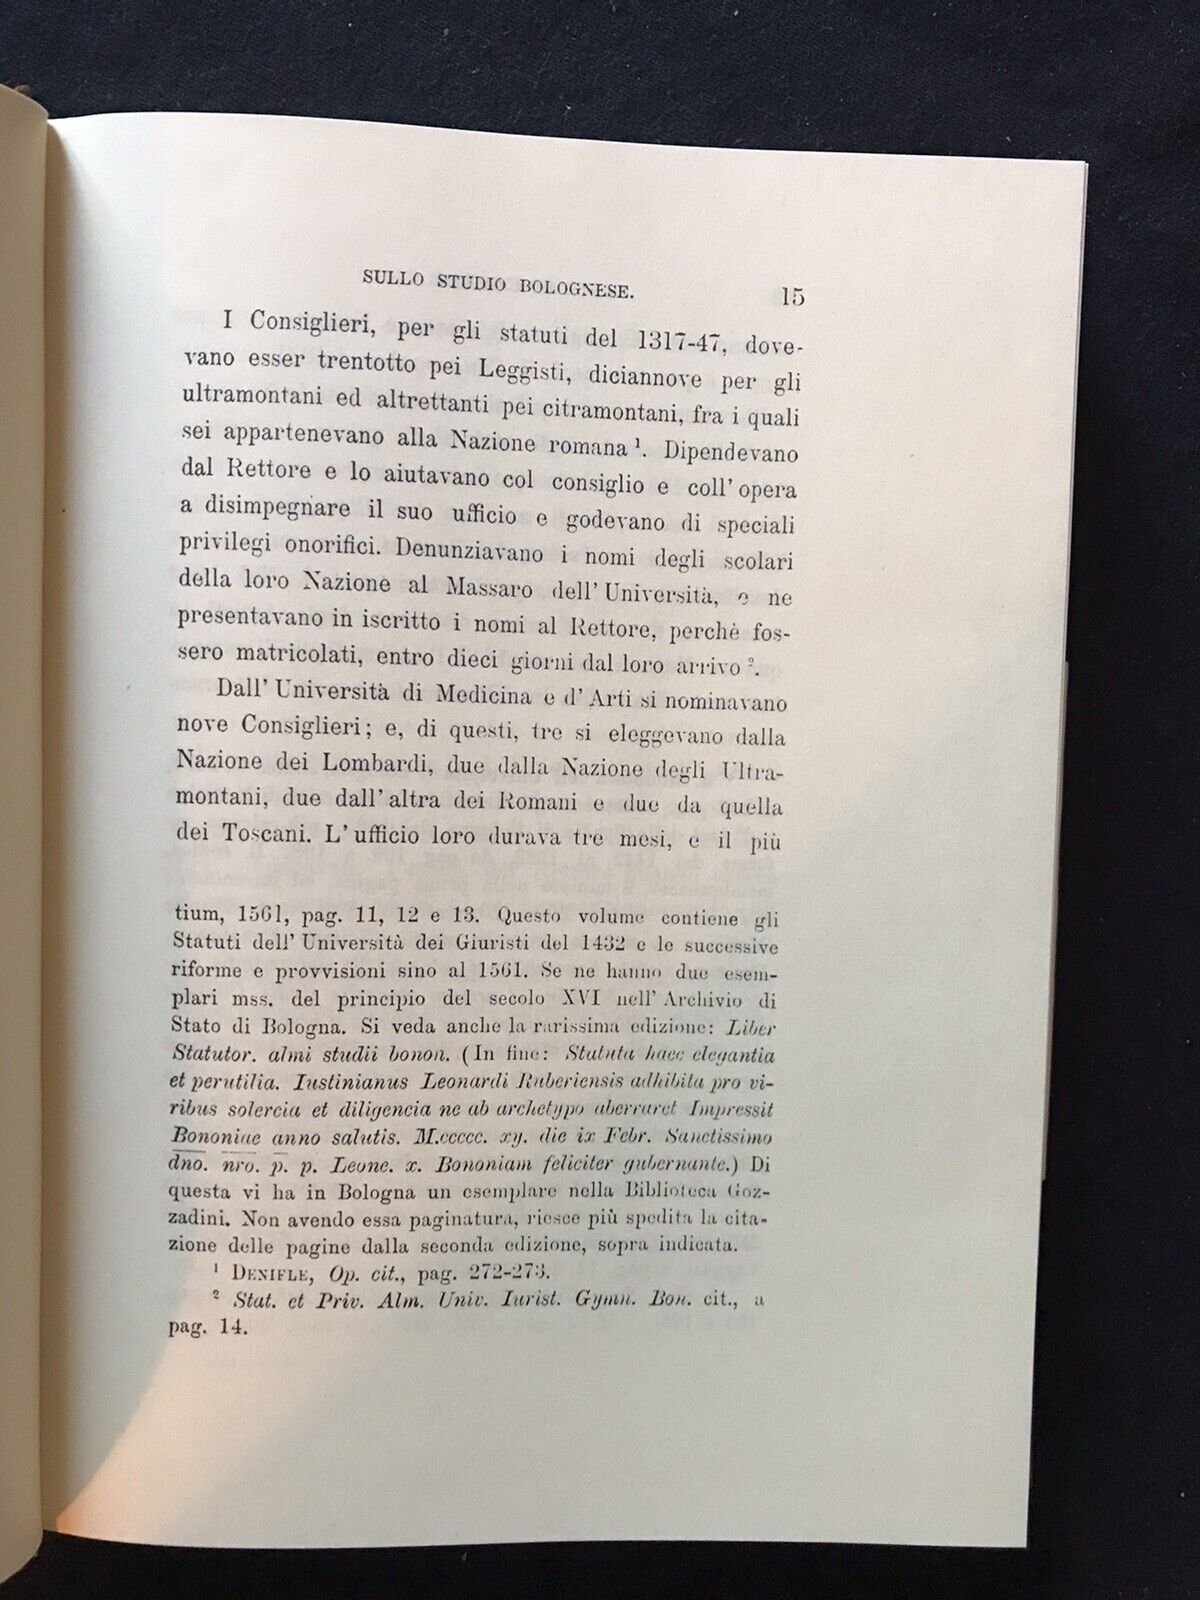 SULLO STUDIO BOLOGNESE. 15
I Consiglieri, per gli statuti del 1317-47, dove-
vano esser trentotto pei Leggisti, diciannove per gli
ultramontani ed altrettanti pei citramontani, fra i quali
sei appartenevano alla Nazione romana ¹. Dipendevano
dal Rettore e lo aiutavano col consiglio e coll' opera
a disimpegnare il suo ufficio e godevano di speciali
privilegi onorifici. Denunziavano i nomi degli scolari
della loro Nazione al Massaro dell' Università, e ne
presentavano in iscritto i nomi al Rettore, perchè fos-
sero matricolati, entro dieci giorni dal loro arrivo ².
Dall' Università di Medicina e d' Arti si nominavano
nove Consiglieri; e, di questi, tre si eleggevano dalla
Nazione dei Lombardi, due dalla Nazione degli Ultra-
montani, due dall' altra dei Romani e due da quella
dei Toscani. L' ufficio loro durava tre mesi, e il più
tium, 1561, pag. 11, 12 e 13. Questo volume contiene gli
Statuti dell' Università dei Giuristi del 1432 e le successive
riforme e provvisioni sino al 1561. Se ne hanno due esem-
plari mss. del principio del secolo XVI nell' Archivio di
Stato di Bologna. Si veda anche la rarissima edizione: Liber
Statutor. almi studii bonon. (In fine: Statuta haec elegantia
et perutilia. Iustinianus Leonardi Ruberiensis adhibita pro vi-
ribus solercia et diligencia ne ab archetypo aberraret Impressit
Bononiae anno salutis. M.ccccc. xij. die ix Febr. Sanctissimo
dn̅o̅. n̅r̅o̅. p̅. p. Leone. x. Bononiam feliciter gubernante.) Di
questa vi ha in Bologna un esemplare nella Biblioteca Goz-
zadini. Non avendo essa paginatura, riesce più spedita la cita-
zione delle pagine dalla seconda edizione, sopra indicata.
¹ DENIFLE, Op. cit., pag. 272-273.
² Stat. et Priv. Alm. Univ. Iurist. Gymn. Bon. cit., a
pag. 14.